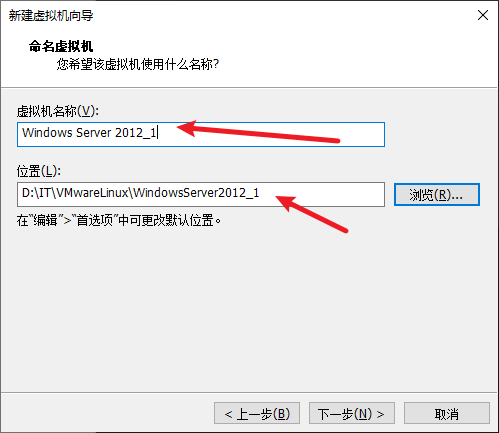 新建虚拟机向导
命名虚拟机
您希望该虚拟机使用什么名称?
虚拟机名称(V):
Windows Server 2012_1
位置(L):
D:\IT\VMwareLinux\WindowsServer2012_1
浏览(R)...
在“编辑”>“首选项”中可更改默认位置。
< 上一步(B)
下一步(N) >
取消